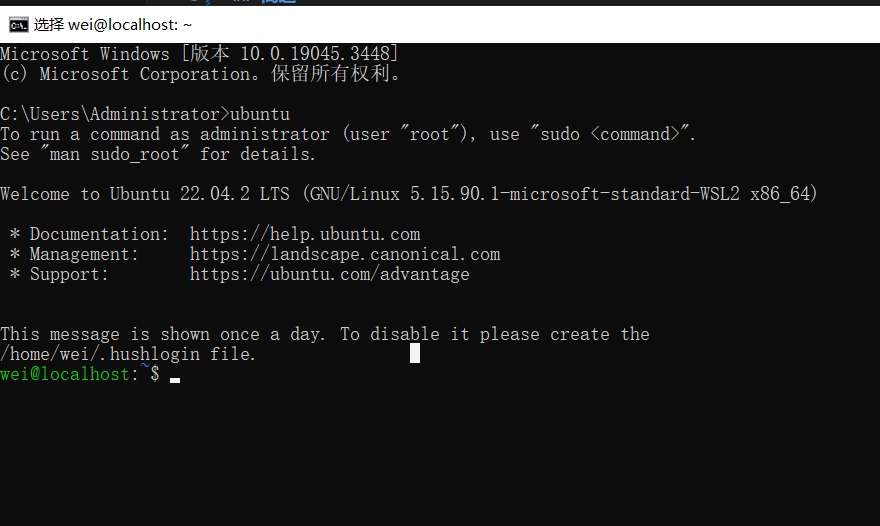 选择 wei@localhost: ~
Microsoft Windows [版本 10.0.19045.3448]
(c) Microsoft Corporation。保留所有权利。
C:\Users\Administrator>ubuntu
To run a command as administrator (user "root"), use "sudo <command>".
See "man sudo_root" for details.
Welcome to Ubuntu 22.04.2 LTS (GNU/Linux 5.15.90.1-microsoft-standard-WSL2 x86_64)
* Documentation:  https://help.ubuntu.com
* Management:     https://landscape.canonical.com
* Support:        https://ubuntu.com/advantage
This message is shown once a day. To disable it please create the
/home/wei/.hushlogin file.
wei@localhost:~$